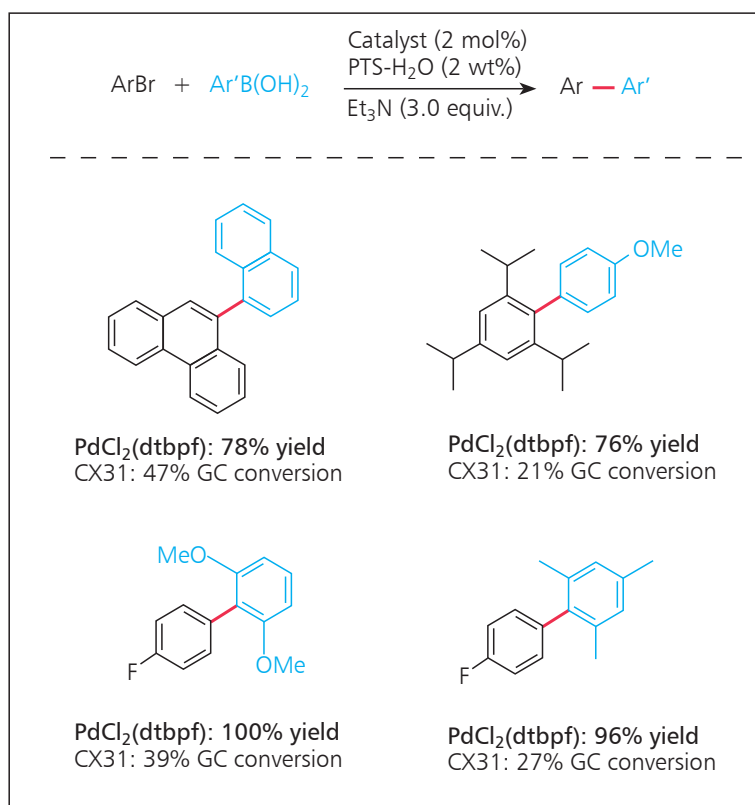 ArBr + Ar′B(OH)₂
Catalyst (2 mol%)
PTS-H₂O (2 wt%)
Et₃N (3.0 equiv.)
Ar — Ar′
OMe
PdCl₂(dtbpf): 78% yield
CX31: 47% GC conversion
PdCl₂(dtbpf): 76% yield
CX31: 21% GC conversion
MeO
F
OMe
F
PdCl₂(dtbpf): 100% yield
CX31: 39% GC conversion
PdCl₂(dtbpf): 96% yield
CX31: 27% GC conversion